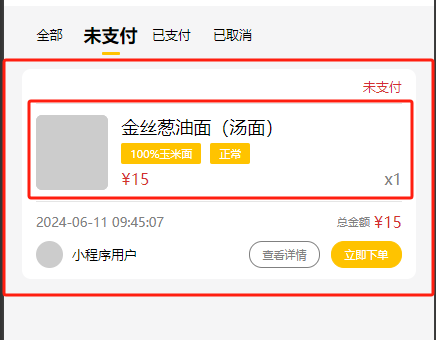 全部 未支付 已支付 已取消
未支付
金丝葱油面（汤面）
100%玉米面 正常
¥15 x1
2024-06-11 09:45:07 总金额 ¥15
小程序用户 查看详情 立即下单